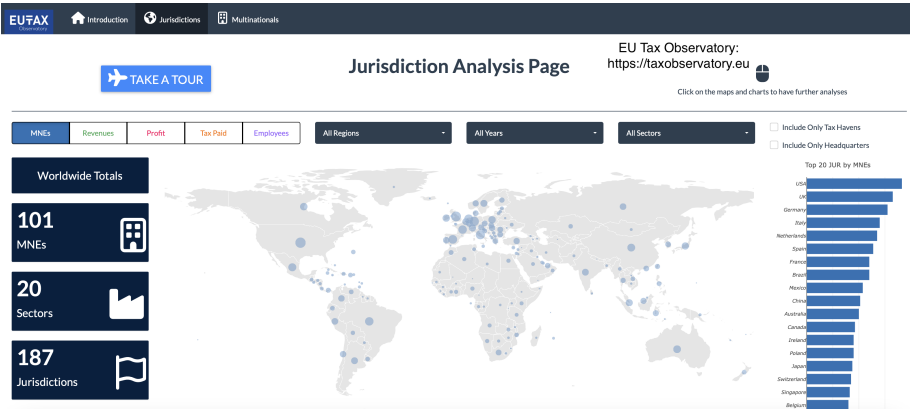 EUTAX
Observatory
Introduction
Jurisdictions
Multinationals
TAKE A TOUR
Jurisdiction Analysis Page
EU Tax Observatory:
https://taxobservatory.eu
Click on the maps and charts to have further analyses
MNEs
Revenues
Profit
Tax Paid
Employees
All Regions
All Years
All Sectors
Include Only Tax Havens
Include Only Headquarters
Worldwide Totals
101
MNEs
20
Sectors
187
Jurisdictions
Top 20 JUR by MNEs
USA
UK
Germany
Italy
Netherlands
Spain
France
Brazil
Mexico
China
Australia
Canada
Ireland
Poland
Japan
Switzerland
Singapore
Belgium